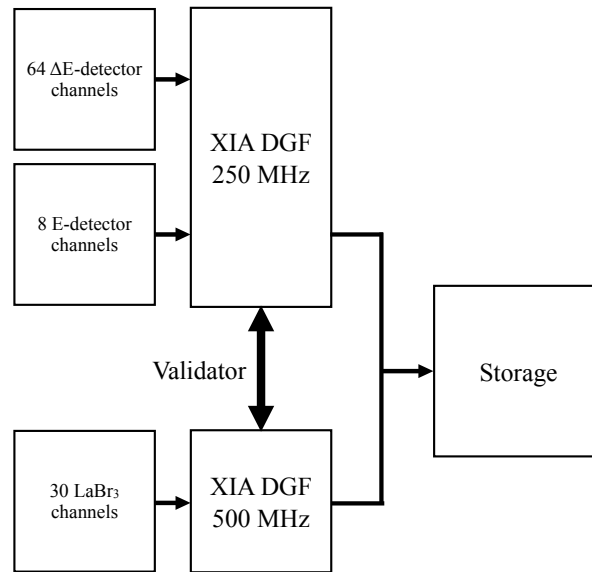 64 ΔE-detector
channels
XIA DGF
250 MHz
8 E-detector
channels
Validator
Storage
30 LaBr₃
channels
XIA DGF
500 MHz